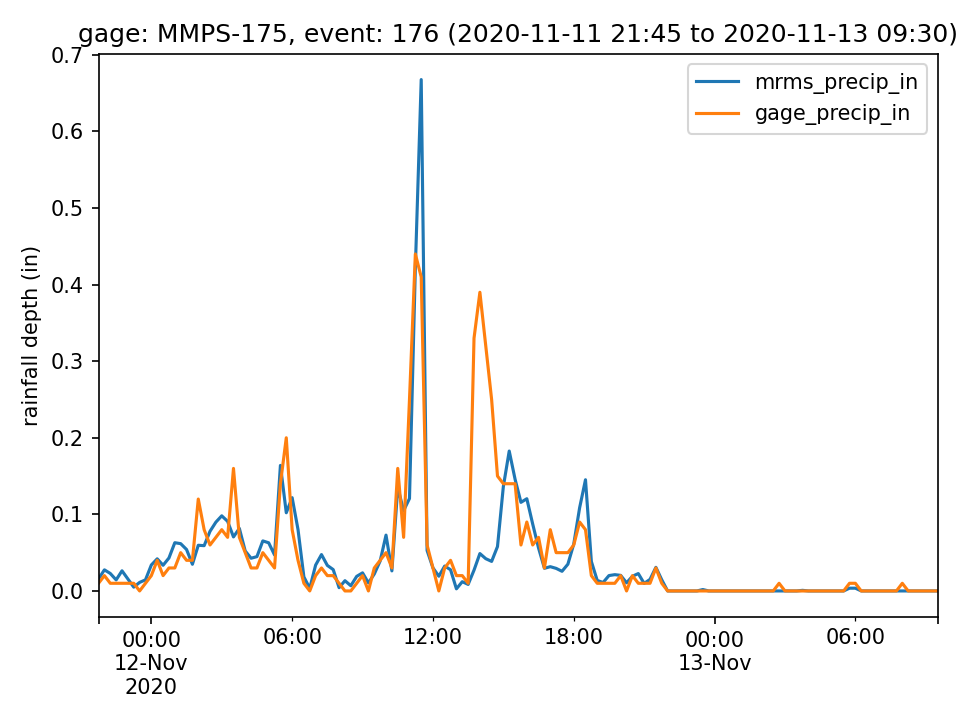 gage: MMPS-175, event: 176 (2020-11-11 21:45 to 2020-11-13 09:30)
mrms_precip_in
gage_precip_in
rainfall depth (in)
0.7
0.6
0.5
0.4
0.3
0.2
0.1
0.0
00:00 06:00 12:00 18:00 00:00 06:00
12-Nov 13-Nov
2020